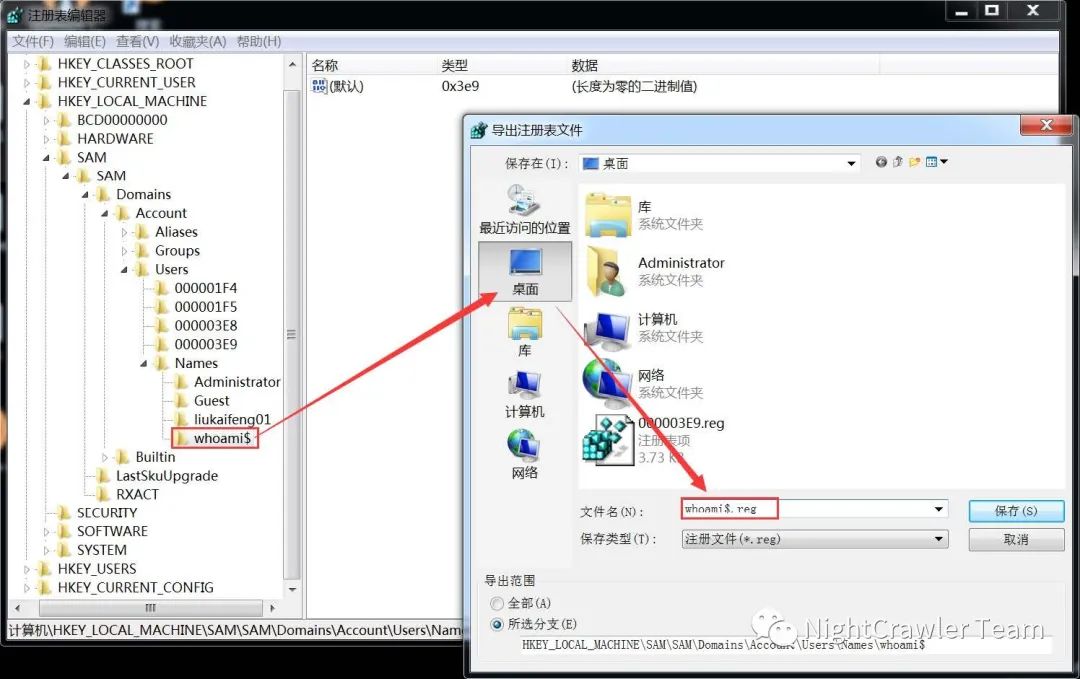 注册表编辑器
文件(F) 编辑(E) 查看(V) 收藏夹(A) 帮助(H)
HKEY_CLASSES_ROOT
HKEY_CURRENT_USER
HKEY_LOCAL_MACHINE
BCD00000000
HARDWARE
SAM
SAM
Domains
Account
Aliases
Groups
Users
000001F4
000001F5
000003E8
000003E9
Names
Administrator
Guest
liukaifeng01
whoami$
Builtin
LastSkuUpgrade
RXACT
SECURITY
SOFTWARE
SYSTEM
HKEY_USERS
HKEY_CURRENT_CONFIG
计算机\HKEY_LOCAL_MACHINE\SAM\SAM\Domains\Account\Users\Nam
名称 类型 数据
(默认) 0x3e9 (长度为零的二进制值)
导出注册表文件
保存在(I): 桌面
最近访问的位置
桌面
库
计算机
网络
库
系统文件夹
Administrator
系统文件夹
计算机
系统文件夹
网络
系统文件夹
000003E9.reg
注册表项
3.73 KB
文件名(N): whoami$.reg 保存(S)
保存类型(T): 注册文件(*.reg) 取消
导出范围
全部(A)
所选分支(E)
HKEY_LOCAL_MACHINE\SAM\SAM\Domains\Account\Users\Names\whoami$
NightCrawler Team